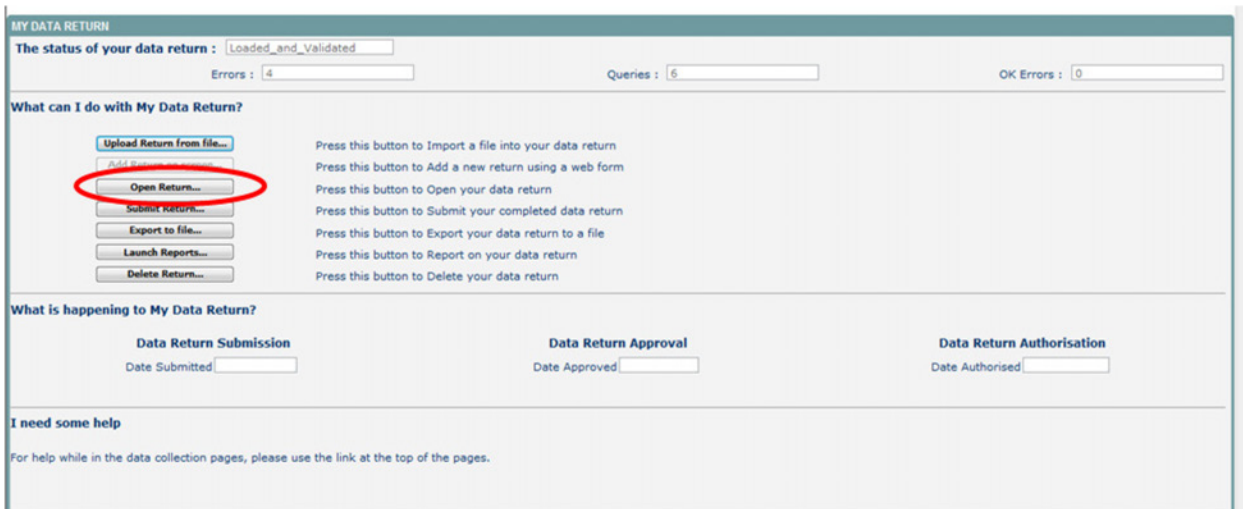 MY DATA RETURN
The status of your data return : Loaded_and_Validated
Errors : 4 Queries : 6 OK Errors : 0
What can I do with My Data Return?
Upload Return from file... Press this button to Import a file into your data return
Add Return on screen... Press this button to Add a new return using a web form
Open Return... Press this button to Open your data return
Submit Return... Press this button to Submit your completed data return
Export to file... Press this button to Export your data return to a file
Launch Reports... Press this button to Report on your data return
Delete Return... Press this button to Delete your data return
What is happening to My Data Return?
Data Return Submission Data Return Approval Data Return Authorisation
Date Submitted Date Approved Date Authorised
I need some help
For help while in the data collection pages, please use the link at the top of the pages.